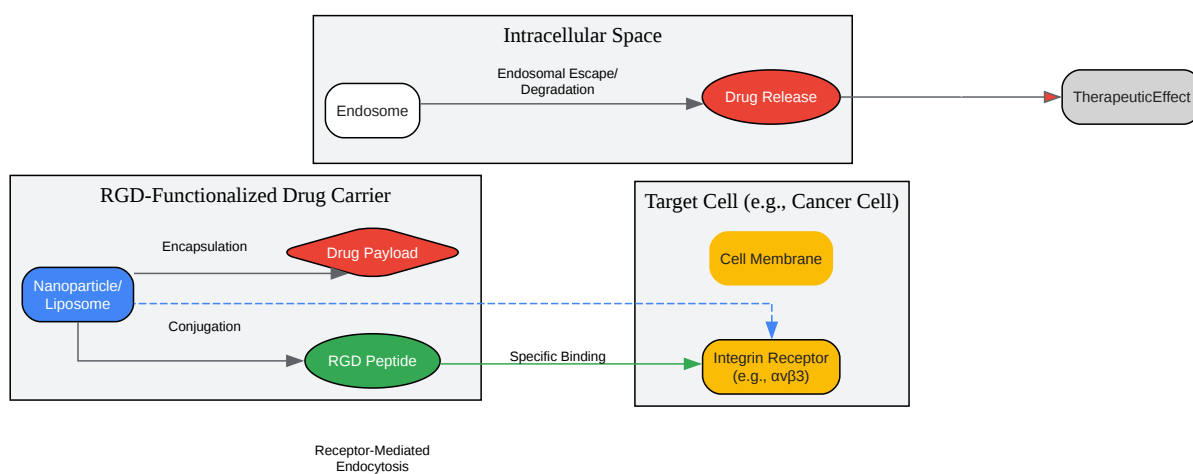 Intracellular Space
Endosomal Escape/
Degradation
Endosome
Drug Release
TherapeuticEffect
RGD-Functionalized Drug Carrier
Encapsulation
Drug Payload
Nanoparticle/
Liposome
Conjugation
RGD Peptide
Specific Binding
Target Cell (e.g., Cancer Cell)
Cell Membrane
Integrin Receptor
(e.g., αvβ3)
Receptor-Mediated
Endocytosis